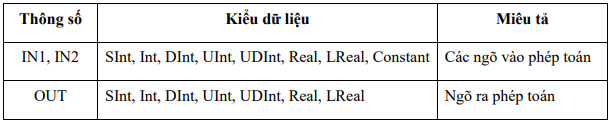 Thông số Kiểu dữ liệu Miêu tả
IN1, IN2 SInt, Int, DInt, UInt, UDInt, Real, LReal, Constant Các ngõ vào phép toán
OUT SInt, Int, DInt, UInt, UDInt, Real, LReal Ngõ ra phép toán